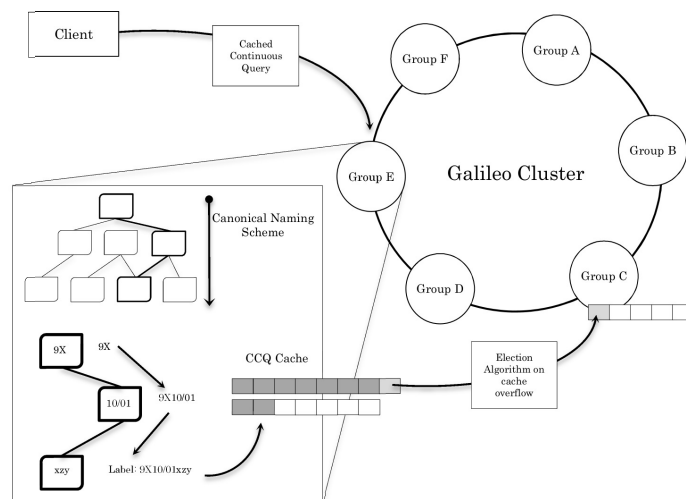 Client
Cached
Continuous
Query
Group F
Group A
Group B
Group E
Galileo Cluster
Group C
Group D
Canonical Naming
Scheme
9X
9X
10/01
9X10/01
xzy
Label: 9X10/01xzy
CCQ Cache
Election
Algorithm on
cache
overflow